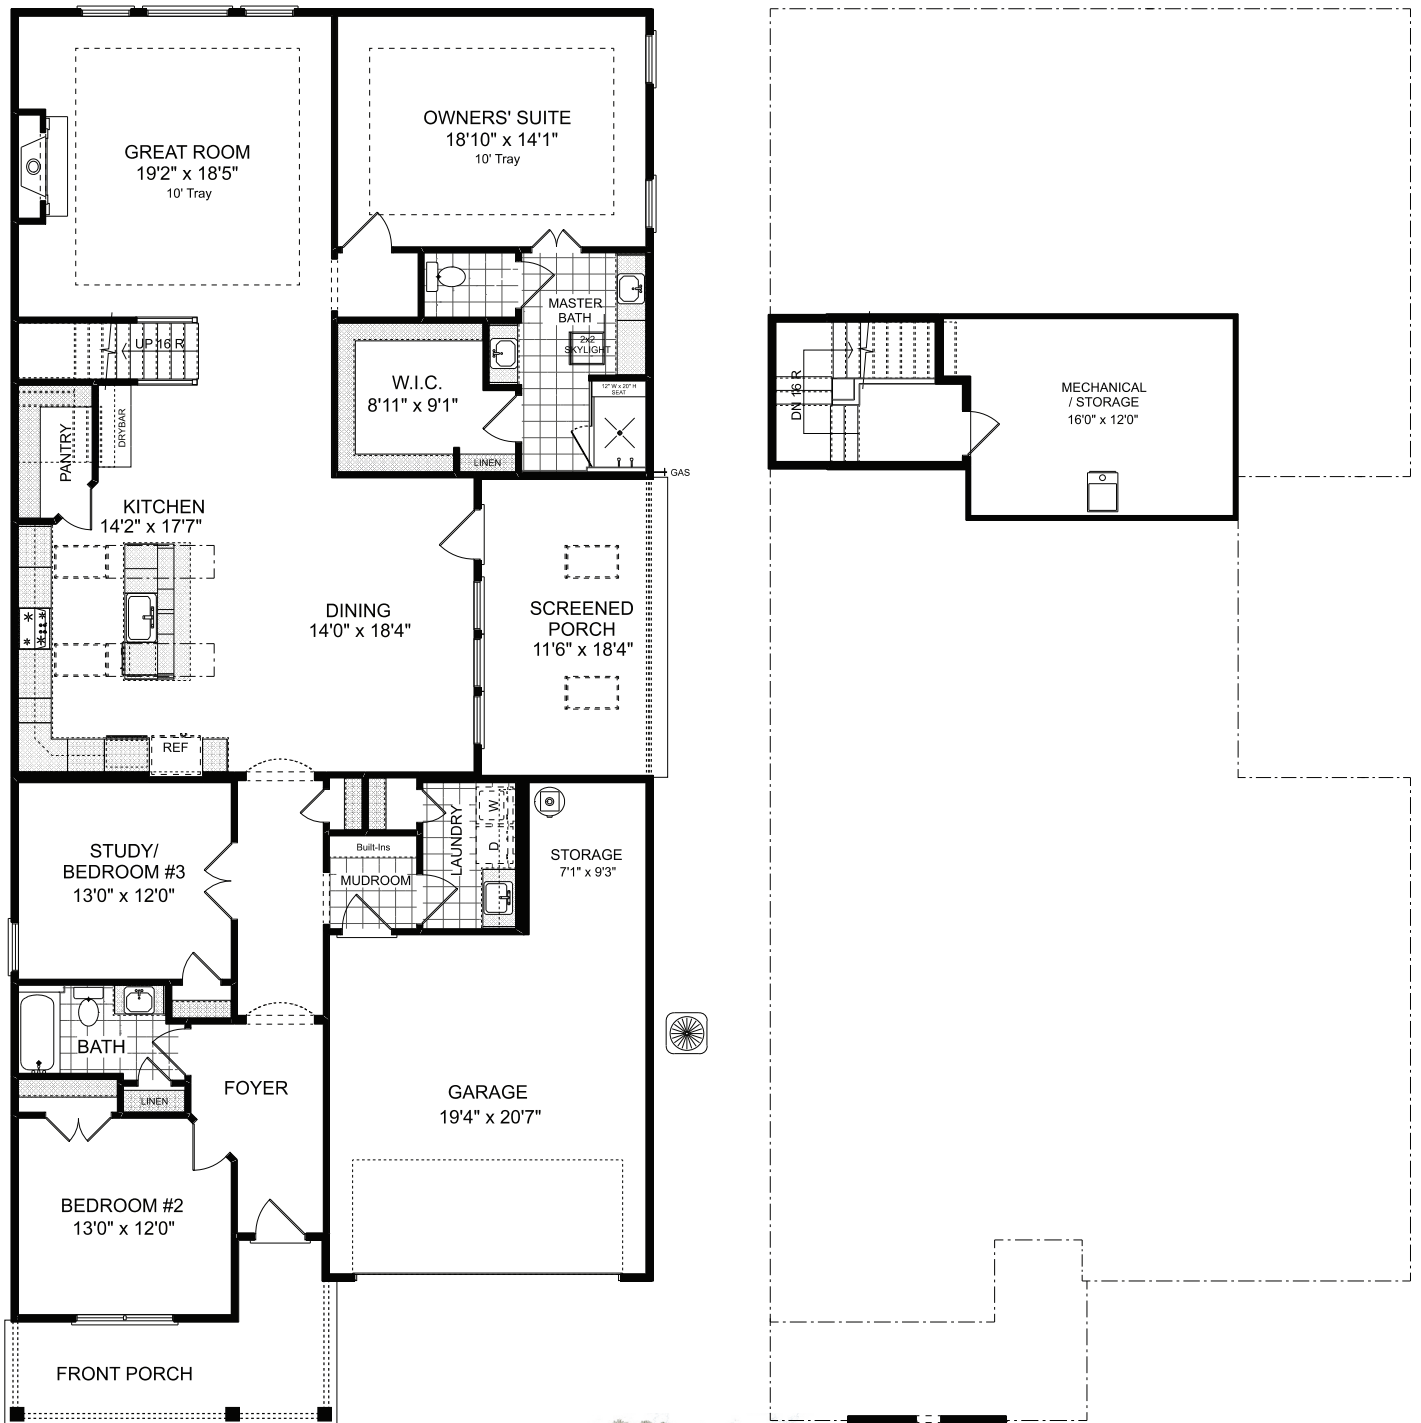 GREAT ROOM
19'2" x 18'5"
10' Tray
OWNERS' SUITE
18'10" x 14'1"
10' Tray
MASTER
BATH
2x2
SKYLIGHT
UP 16 R
W.I.C.
8'11" x 9'1"
12" W x 20" H
SEAT
LINEN
GAS
DRYBAR
PANTRY
KITCHEN
14'2" x 17'7"
DINING
14'0" x 18'4"
SCREENED
PORCH
11'6" x 18'4"
REF
STUDY/
BEDROOM #3
13'0" x 12'0"
Built-Ins
MUDROOM
LAUNDRY
W
D
STORAGE
7'1" x 9'3"
BATH
LINEN
FOYER
GARAGE
19'4" x 20'7"
BEDROOM #2
13'0" x 12'0"
FRONT PORCH
DN 16 R
MECHANICAL
/ STORAGE
16'0" x 12'0"